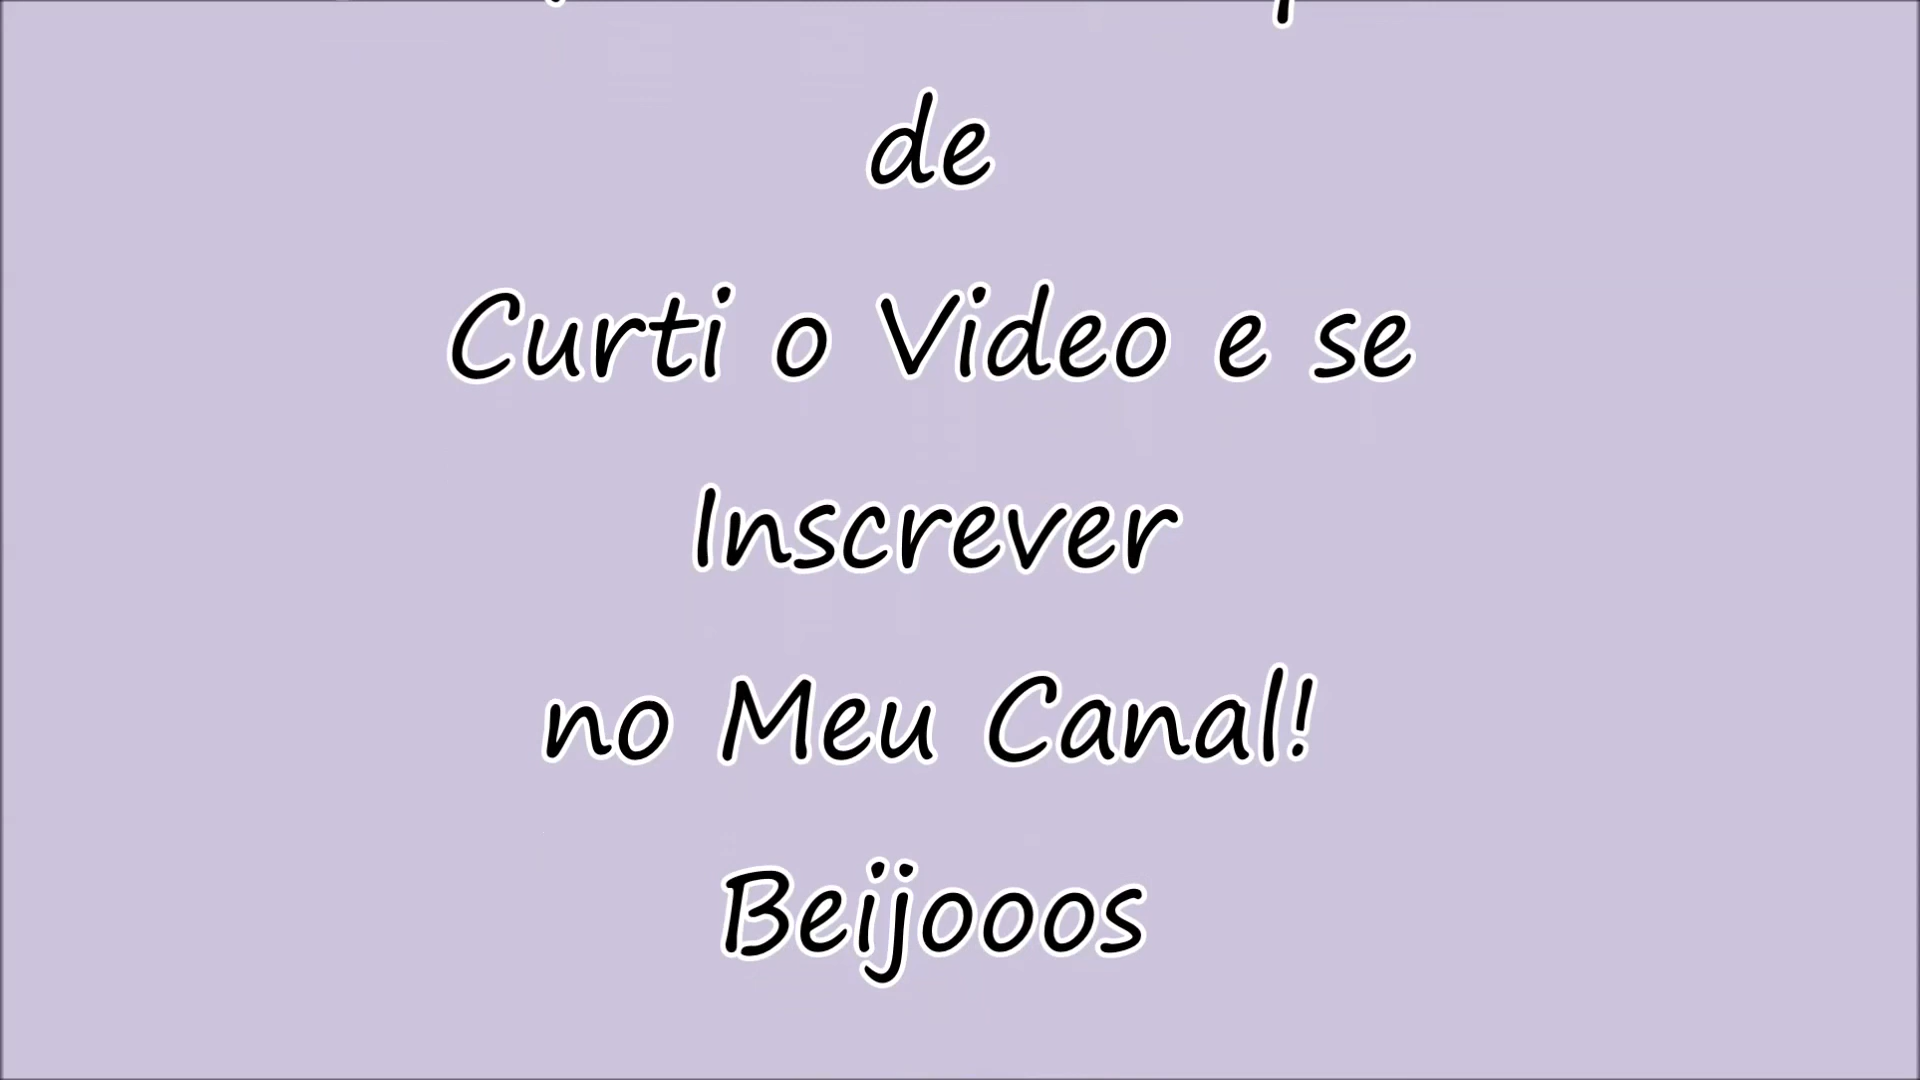 de
Curti o Video e se
Inscrever
no Meu Canal!
Beijooos